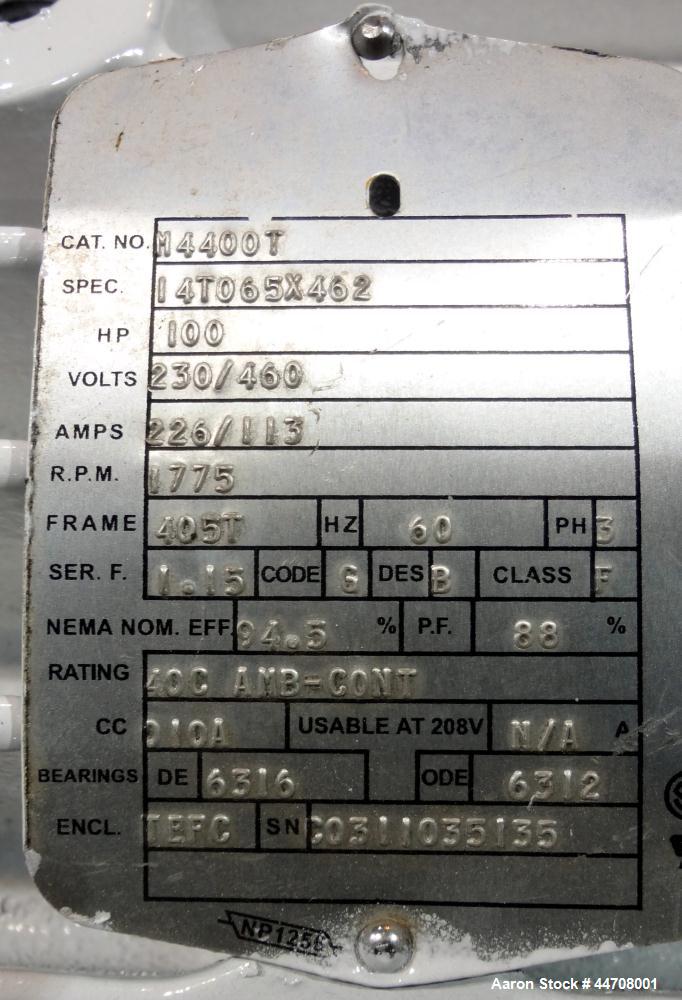 CAT. NO. M4400T
SPEC. 14T065X462
HP 100
VOLTS 230/460
AMPS 226/113
R.P.M. 1775
FRAME 405T HZ 60 PH 3
SER. F. 1.15 CODE G DES B CLASS F
NEMA NOM. EFF. 94.5 % P.F. 88 %
RATING 40C AMB-CONT
CC 010A USABLE AT 208V N/A A
BEARINGS DE 6316 ODE 6312
ENCL. TEFC SN C0311035135
Aaron Stock # 44708001